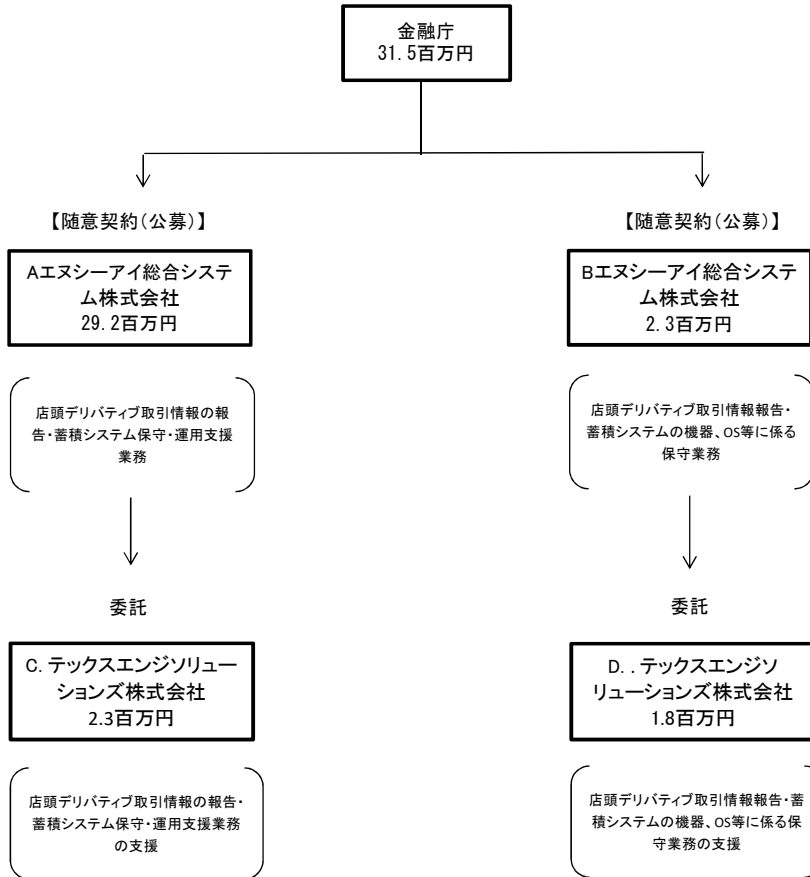 金融庁
31.5百万円
【随意契約(公募)】
【随意契約(公募)】
Aエヌシーアイ総合システ
ム株式会社
29.2百万円
Bエヌシーアイ総合システ
ム株式会社
2.3百万円
店頭デリバティブ取引情報の報
告・蓄積システム保守・運用支援
業務
店頭デリバティブ取引情報報告・
蓄積システムの機器、OS等に係る
保守業務
委託
委託
C. テックスエンジソリュー
ションズ株式会社
2.3百万円
D. . テックスエンジソ
リューションズ株式会社
1.8百万円
店頭デリバティブ取引情報の報告・
蓄積システム保守・運用支援業務
の支援
店頭デリバティブ取引情報報告・蓄
積システムの機器、OS等に係る保
守業務の支援